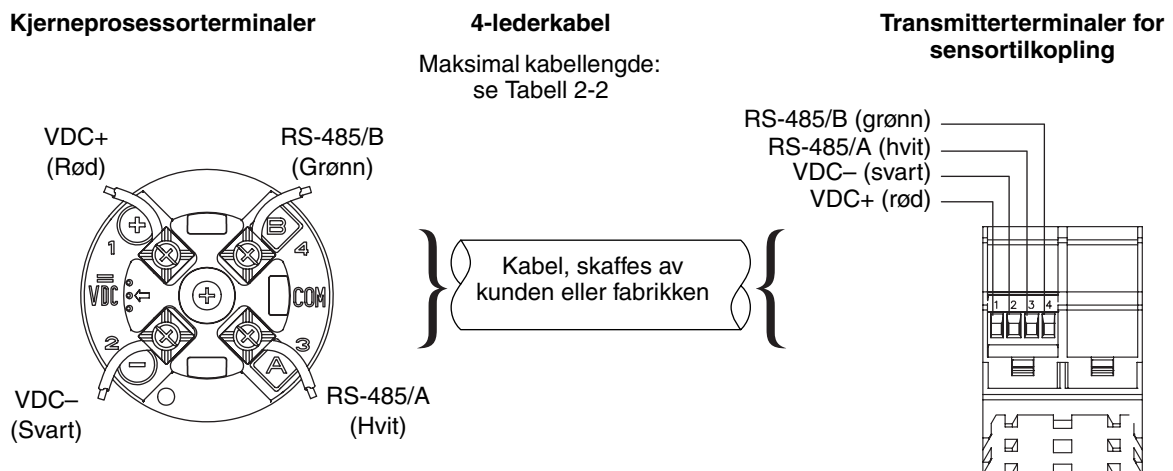 Kjerneprosessorterminaler
4-lederkabel
Transmitterterminaler for
sensortilkopling
Maksimal kabellengde:
se Tabell 2-2
VDC+
(Rød)
RS-485/B
(Grønn)
RS-485/B (grønn)
RS-485/A (hvit)
VDC– (svart)
VDC+ (rød)
+
B
1
4
VDC
COM
2
3
–
A
Kabel, skaffes av
kunden eller fabrikken
1 2 3 4
VDC–
(Svart)
RS-485/A
(Hvit)